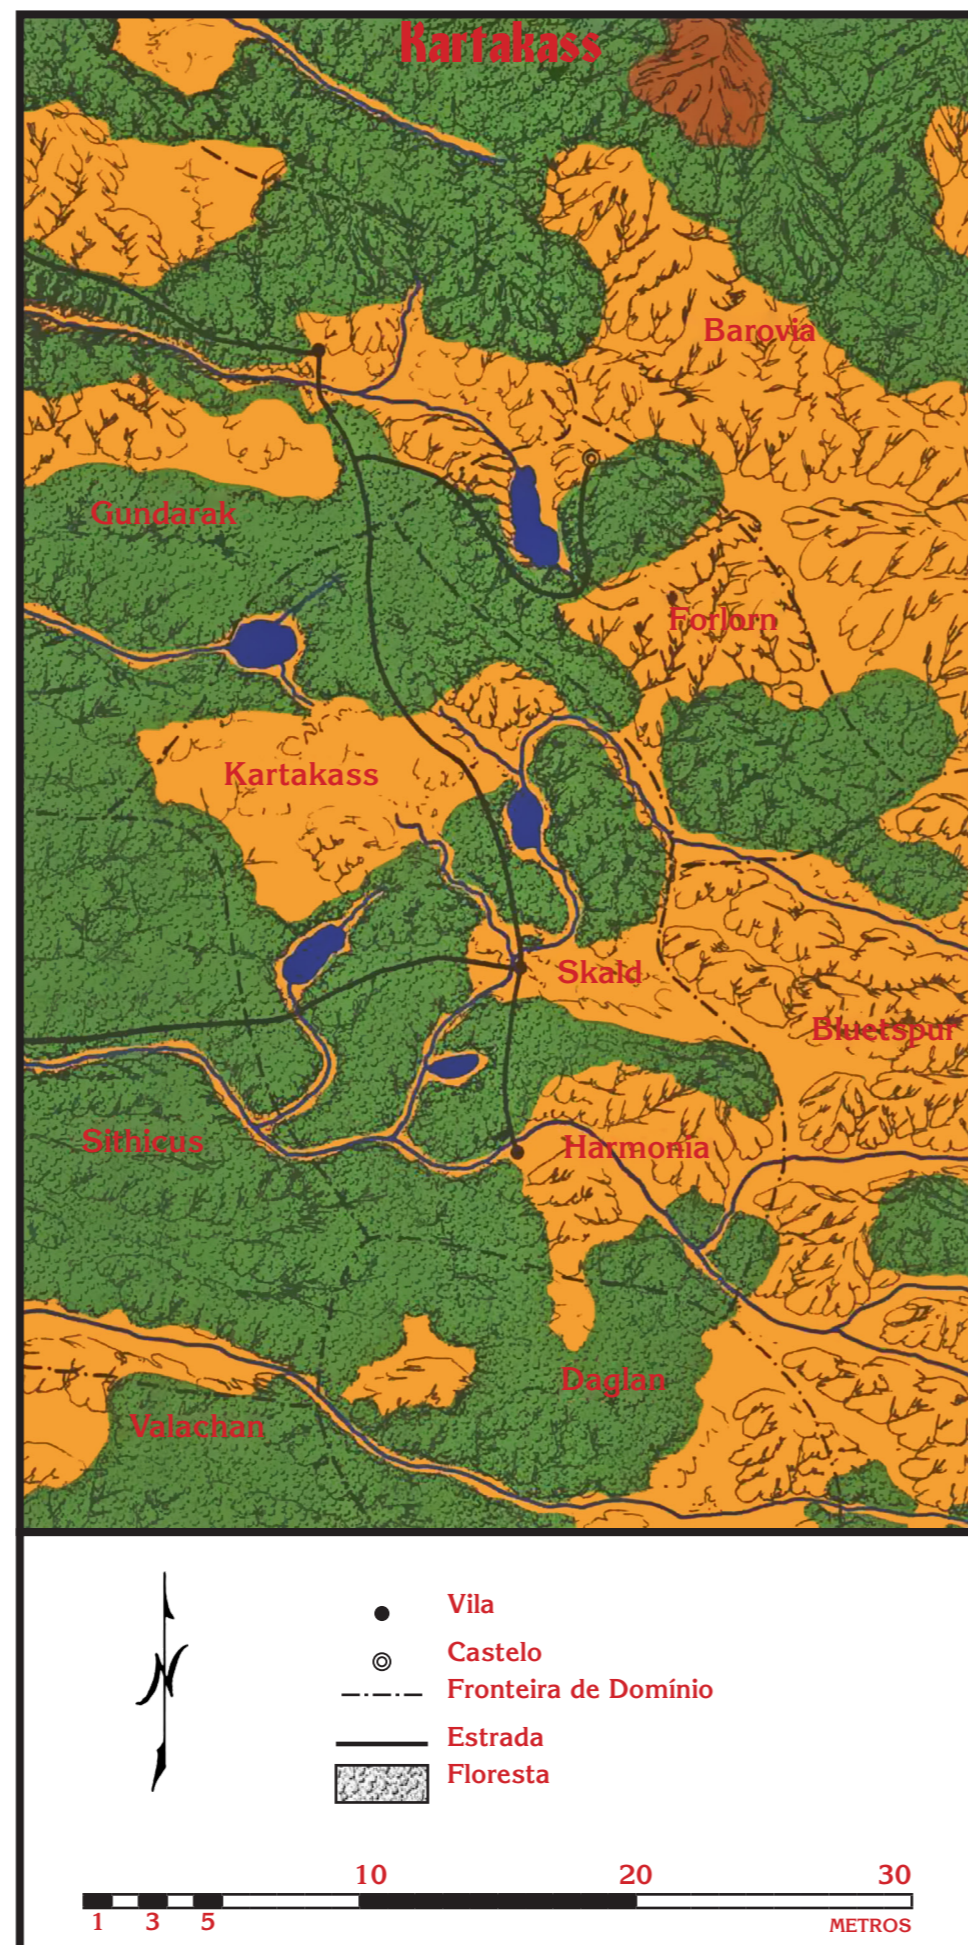 Kartakass
Barovia
Gundarak
Forlorn
Kartakass
Skald
Bluetspur
Sithicus
Harmonia
Daglan
Valachan
N
Vila
Castelo
Fronteira de Domínio
Estrada
Floresta
10 20 30
1 3 5 METROS